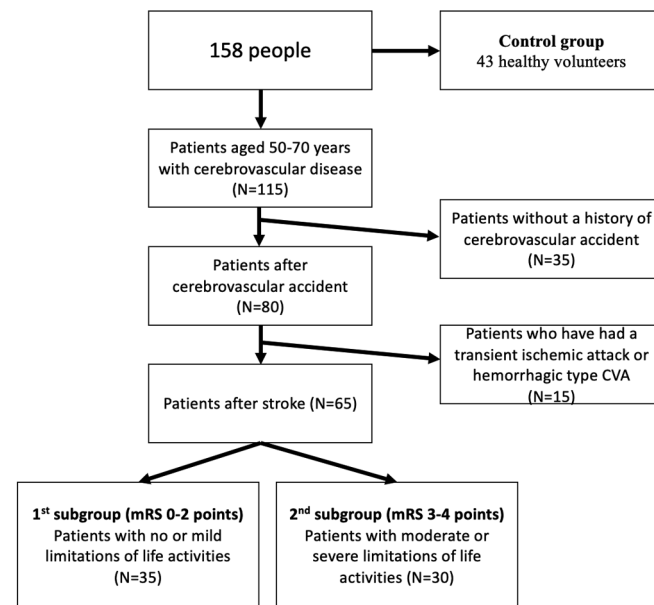 158 people
Control group
43 healthy volunteers
Patients aged 50-70 years
with cerebrovascular disease
(N=115)
Patients without a history of
cerebrovascular accident
(N=35)
Patients after
cerebrovascular accident
(N=80)
Patients who have had a
transient ischemic attack or
hemorrhagic type CVA
(N=15)
Patients after stroke (N=65)
1st subgroup (mRS 0-2 points)
Patients with no or mild
limitations of life activities
(N=35)
2nd subgroup (mRS 3-4 points)
Patients with moderate or
severe limitations of life
activities (N=30)